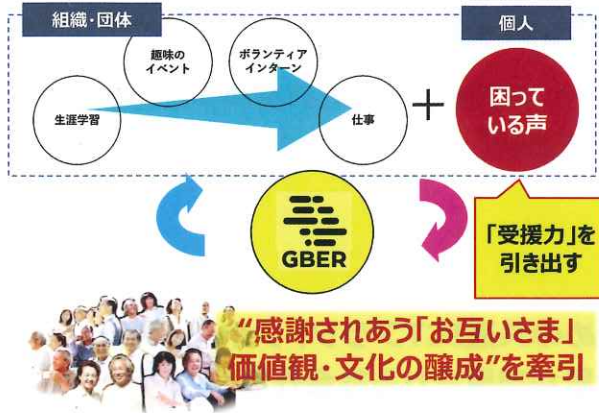 組織・団体
個人
趣味の
イベント
ボランティア
インターン
生涯学習
仕事
+
困って
いる声
GBER
「受援力」を
引き出す
“感謝されあう「お互いさま」
価値観・文化の醸成”を牽引